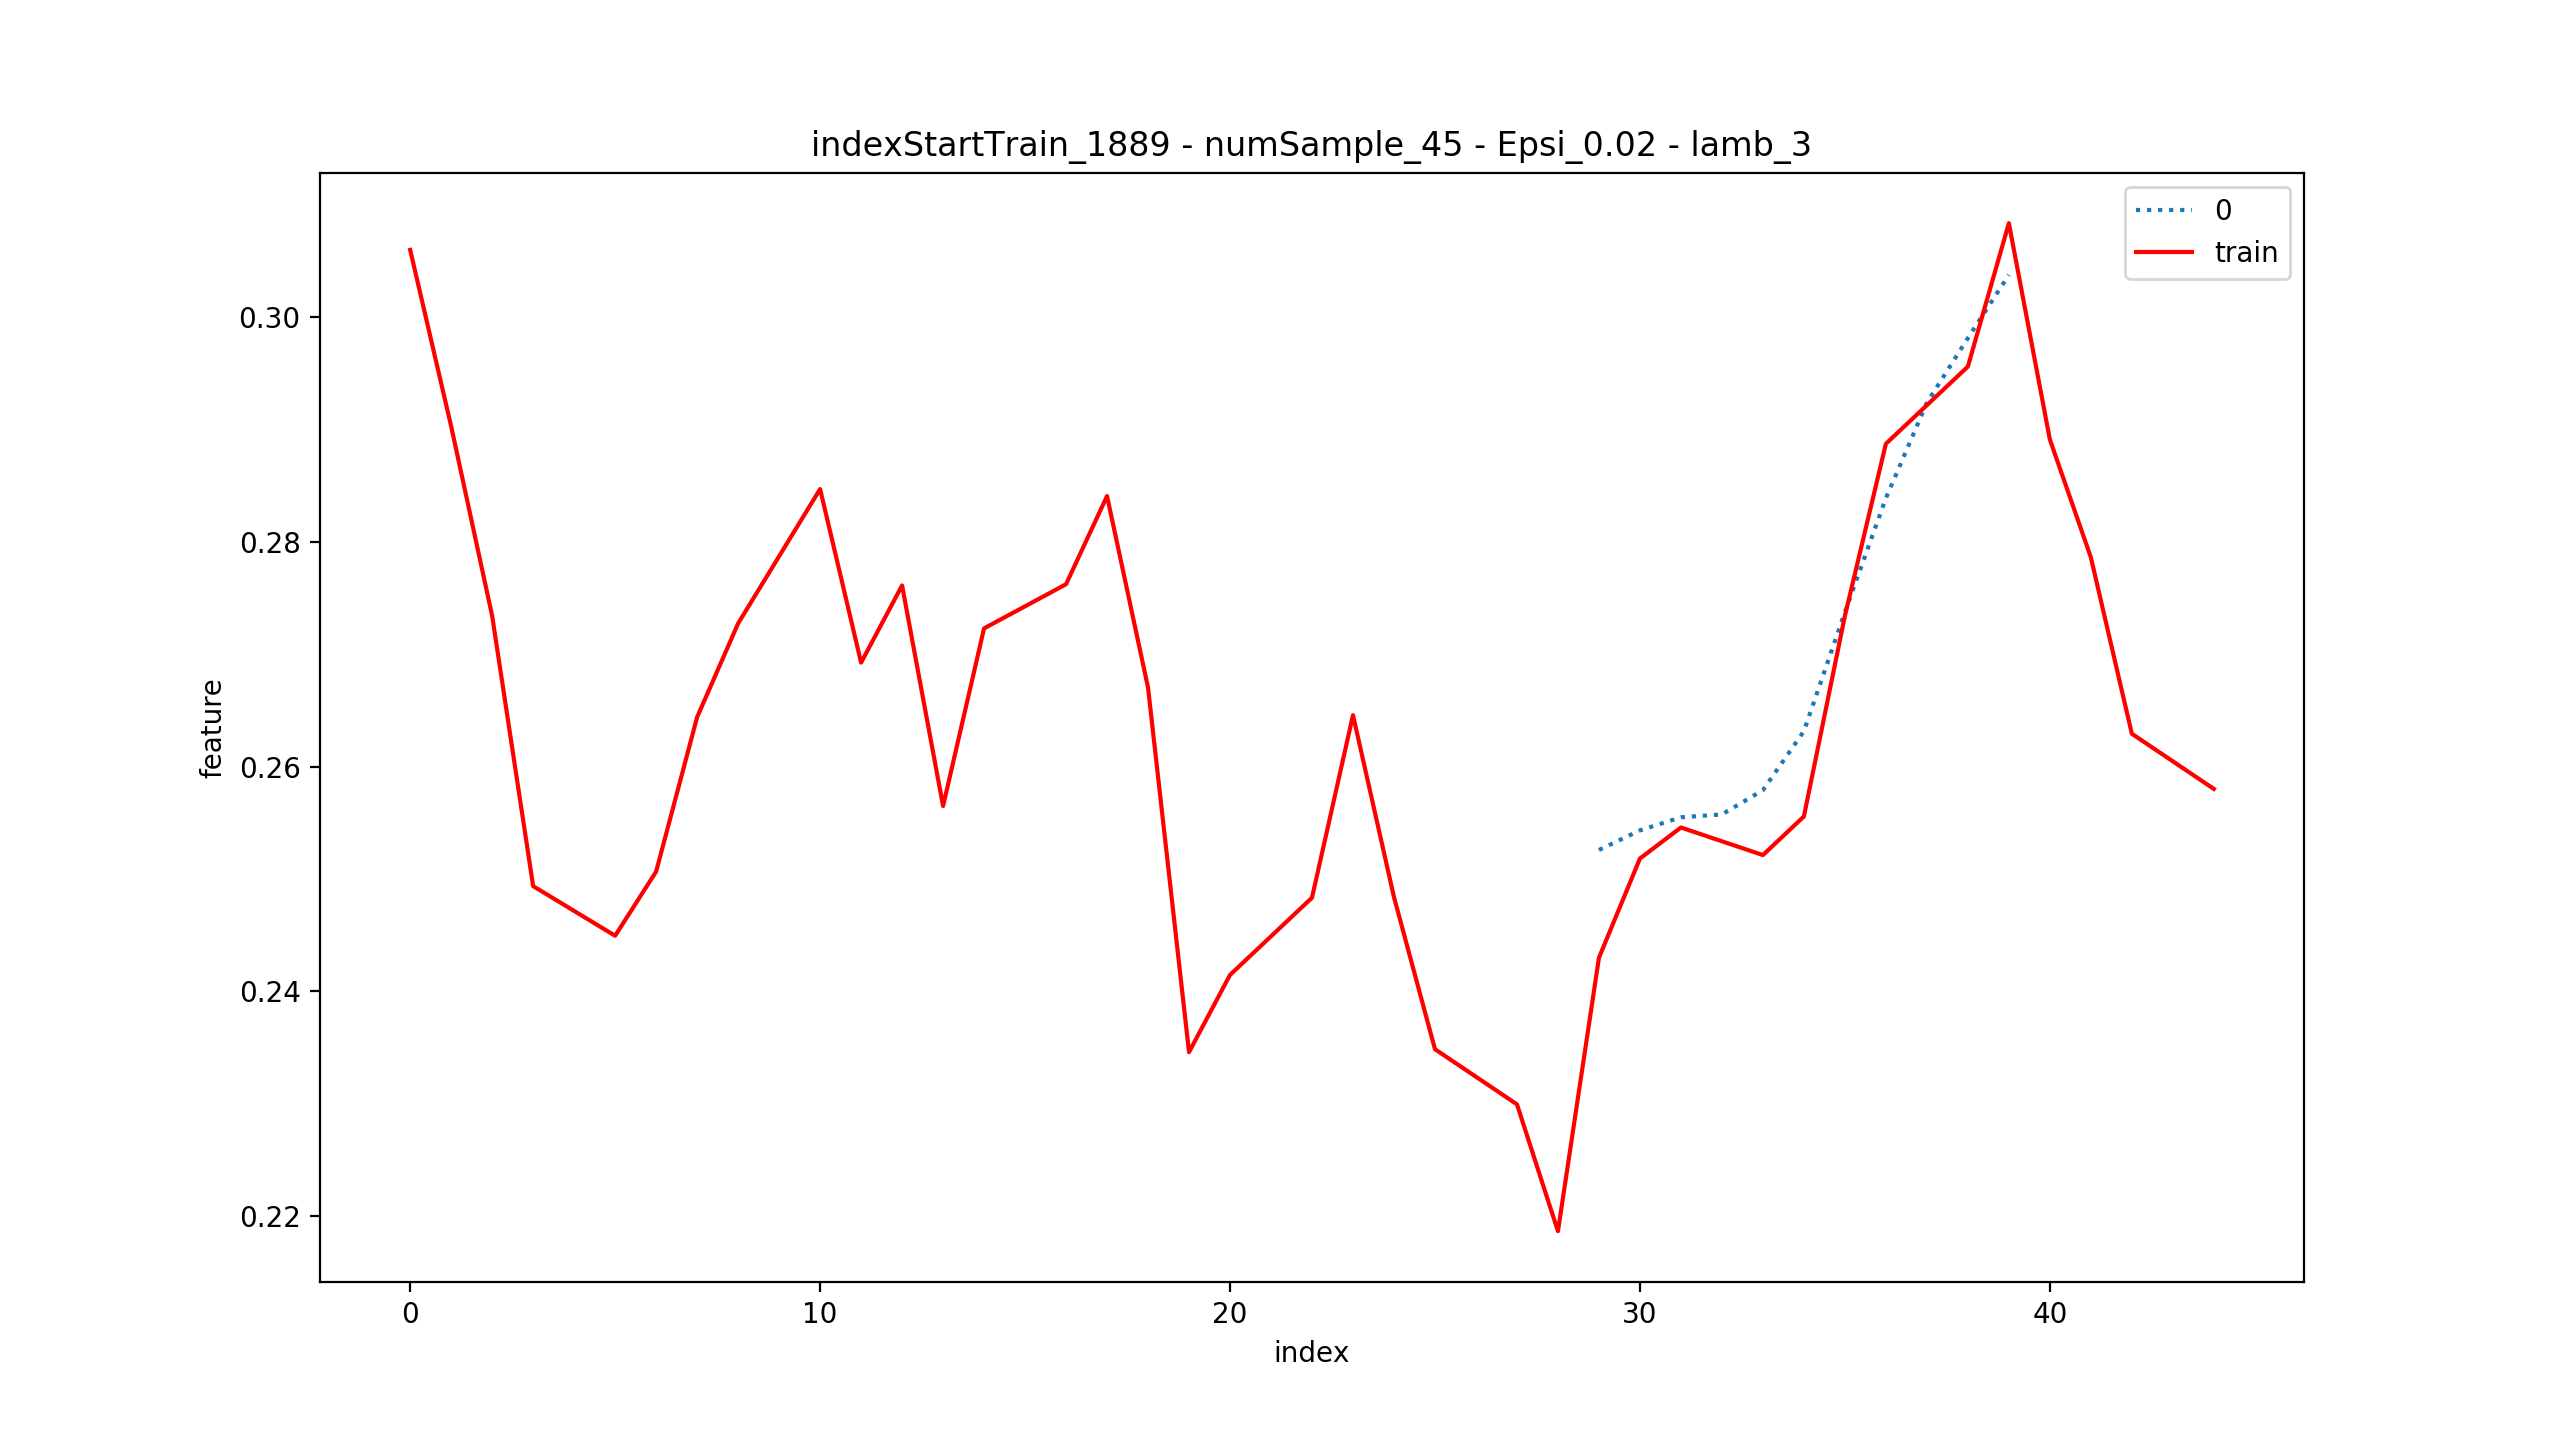 indexStartTrain_1889 - numSample_45 - Epsi_0.02 - lamb_3
0
train
0.30
0.28
0.26
0.24
0.22
feature
0 10 20 30 40
index